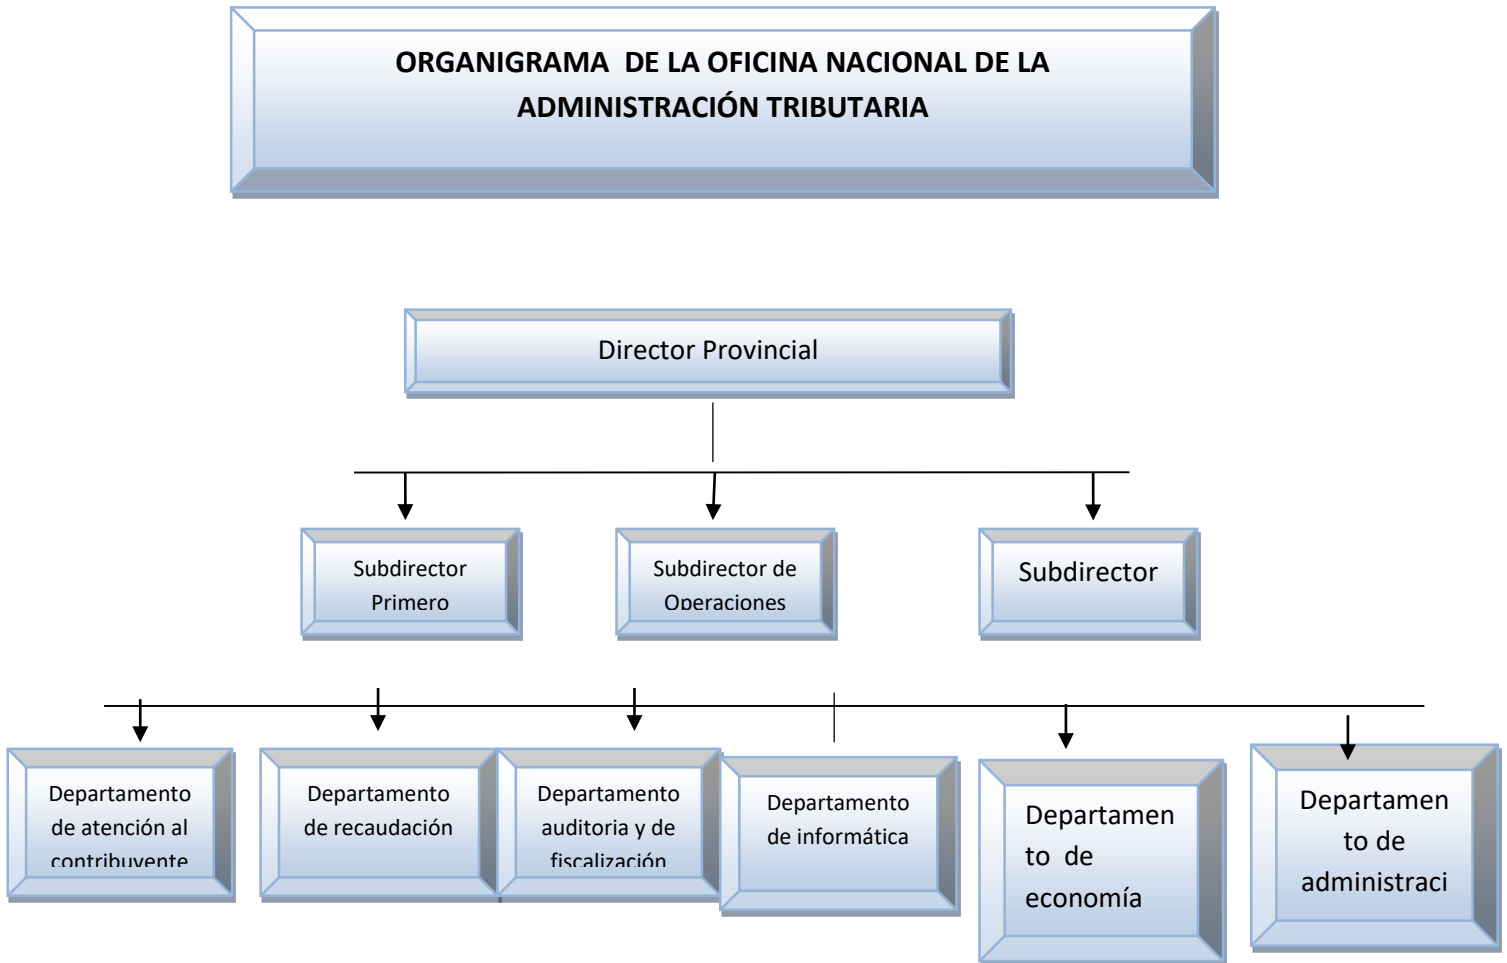 ORGANIGRAMA DE LA OFICINA NACIONAL DE LA
ADMINISTRACIÓN TRIBUTARIA
Director Provincial
Subdirector
Primero
Subdirector de
Operaciones
Subdirector
Departamento
de atención al
contribuyente
Departamento
de recaudación
Departamento
auditoria y de
fiscalización
Departamento
de informática
Departamen
to de
economía
Departamen
to de
administraci